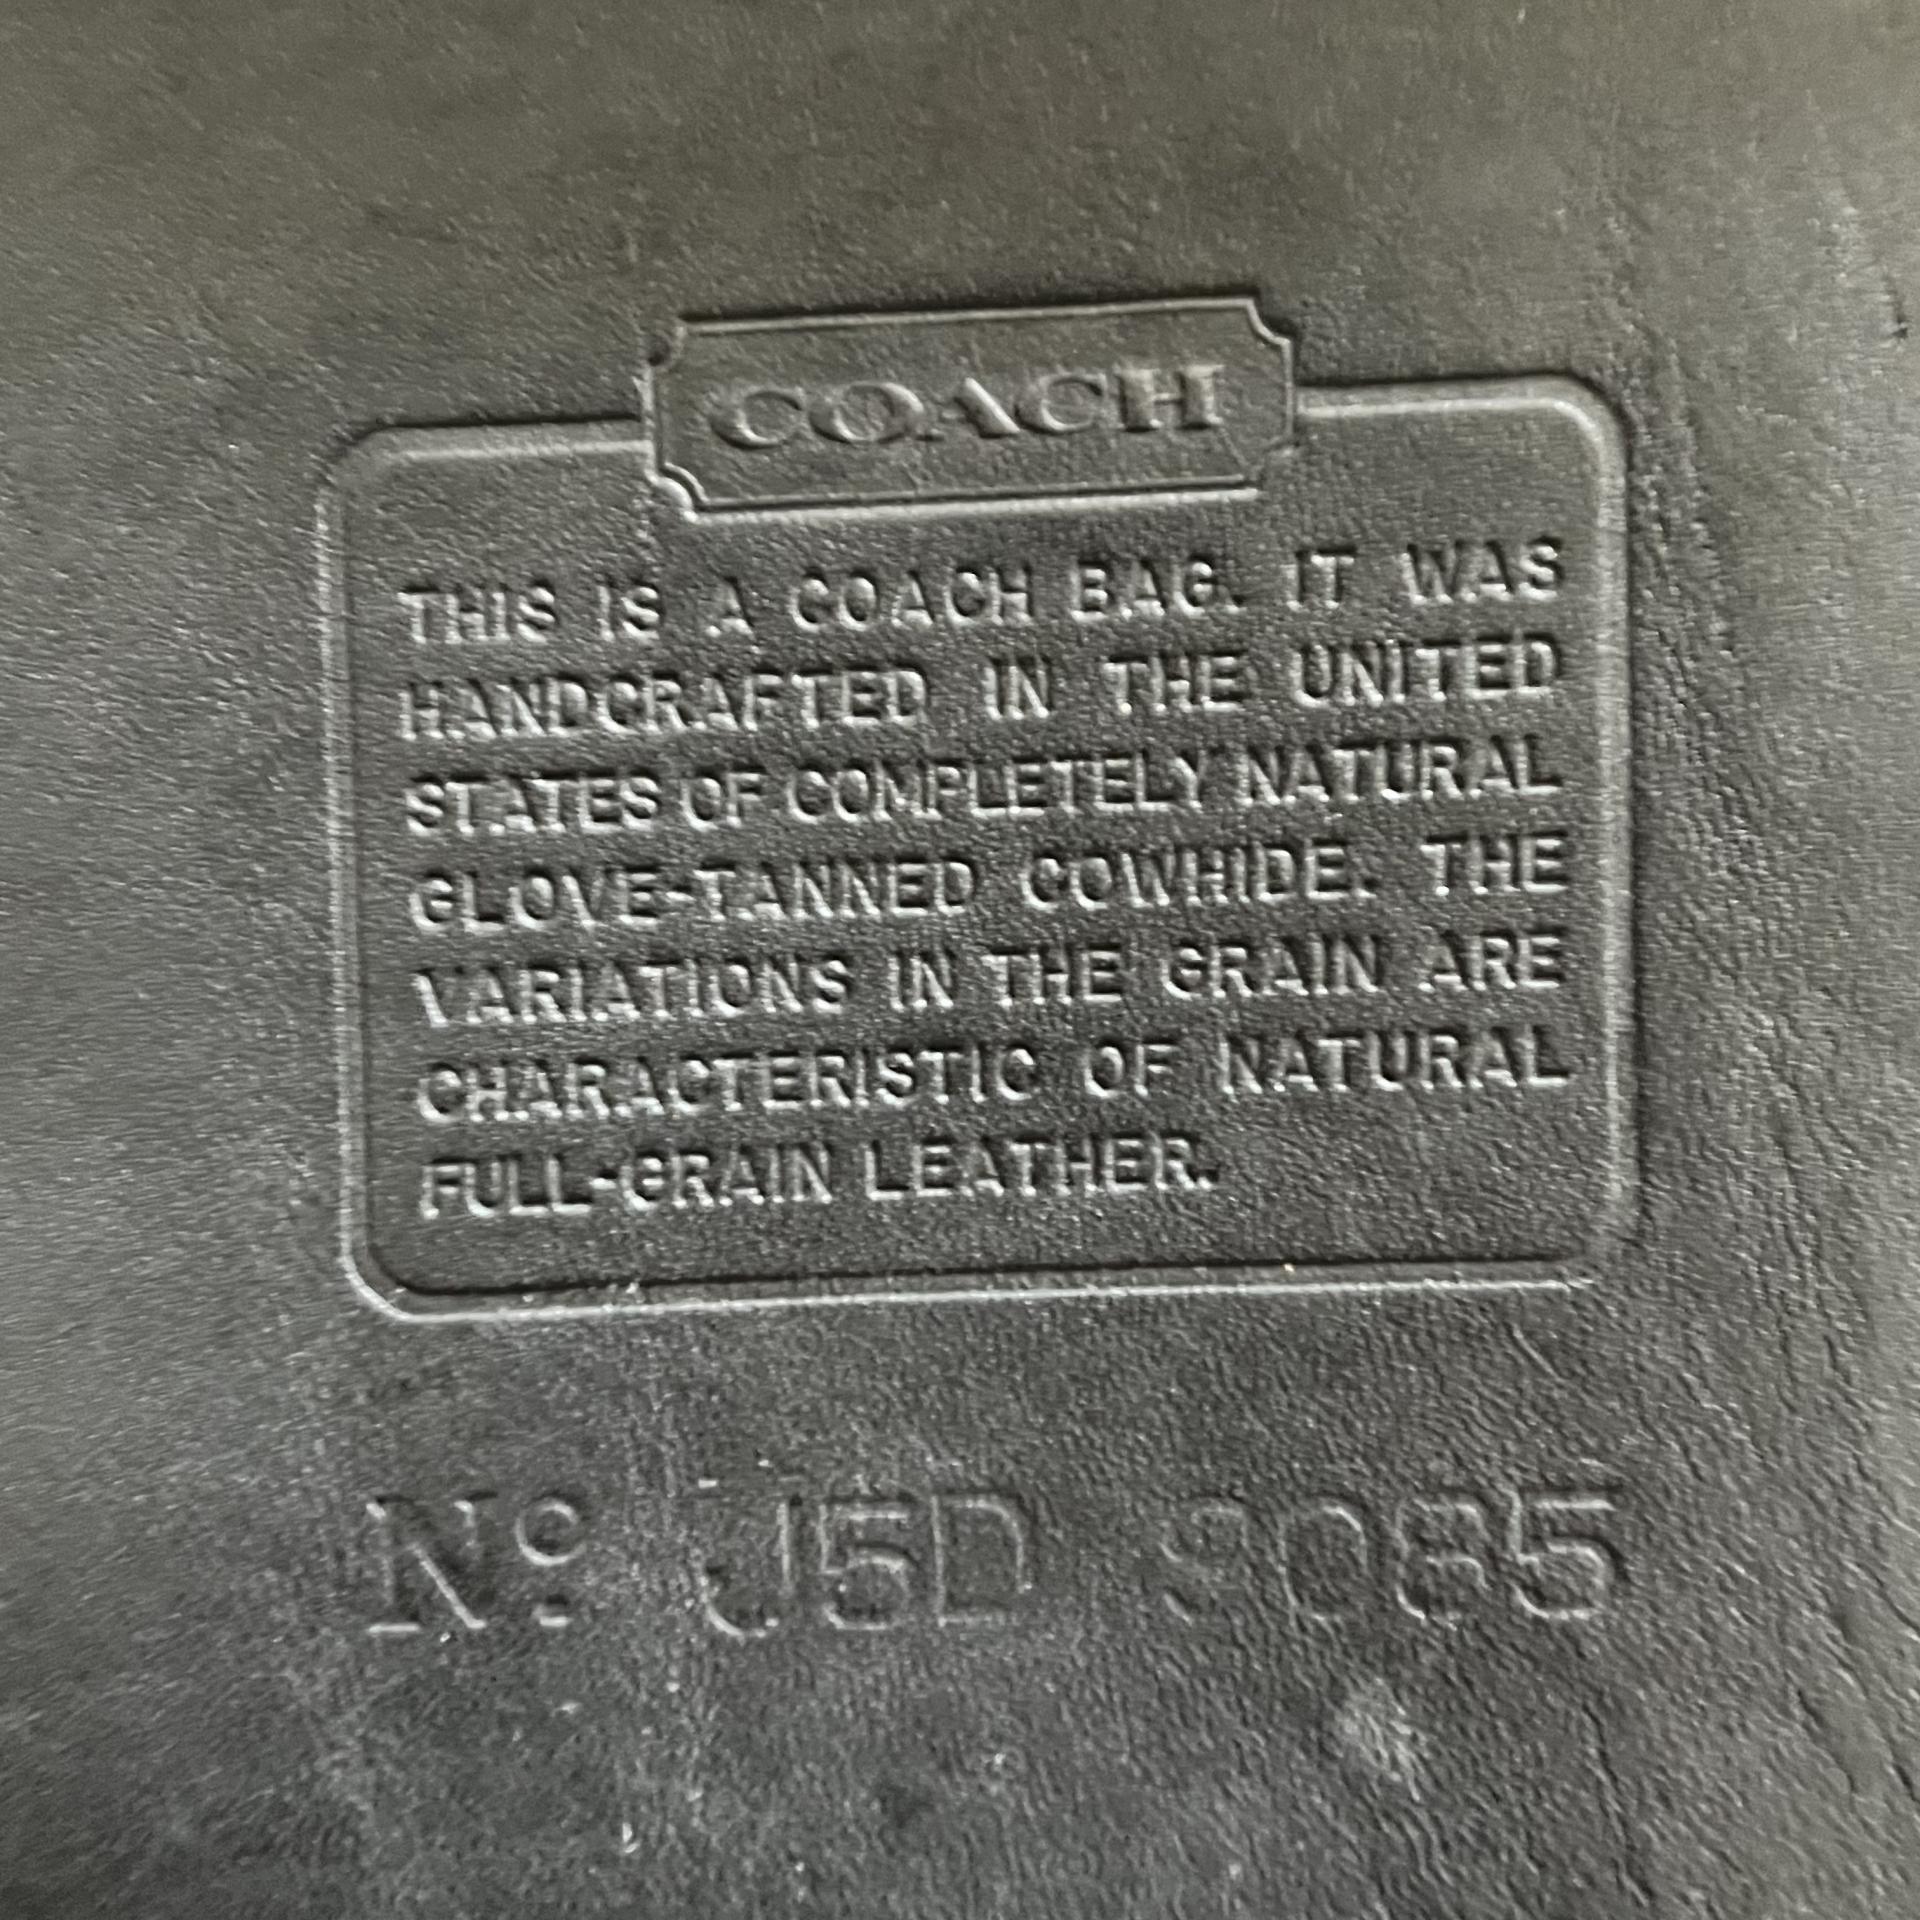 COACH
THIS IS A COACH BAG. IT WAS
HANDCRAFTED IN THE UNITED
STATES OF COMPLETELY NATURAL
GLOVE-TANNED COWHIDE. THE
VARIATIONS IN THE GRAIN ARE
CHARACTERISTIC OF NATURAL
FULL-GRAIN LEATHER.
Nº J5D 9085